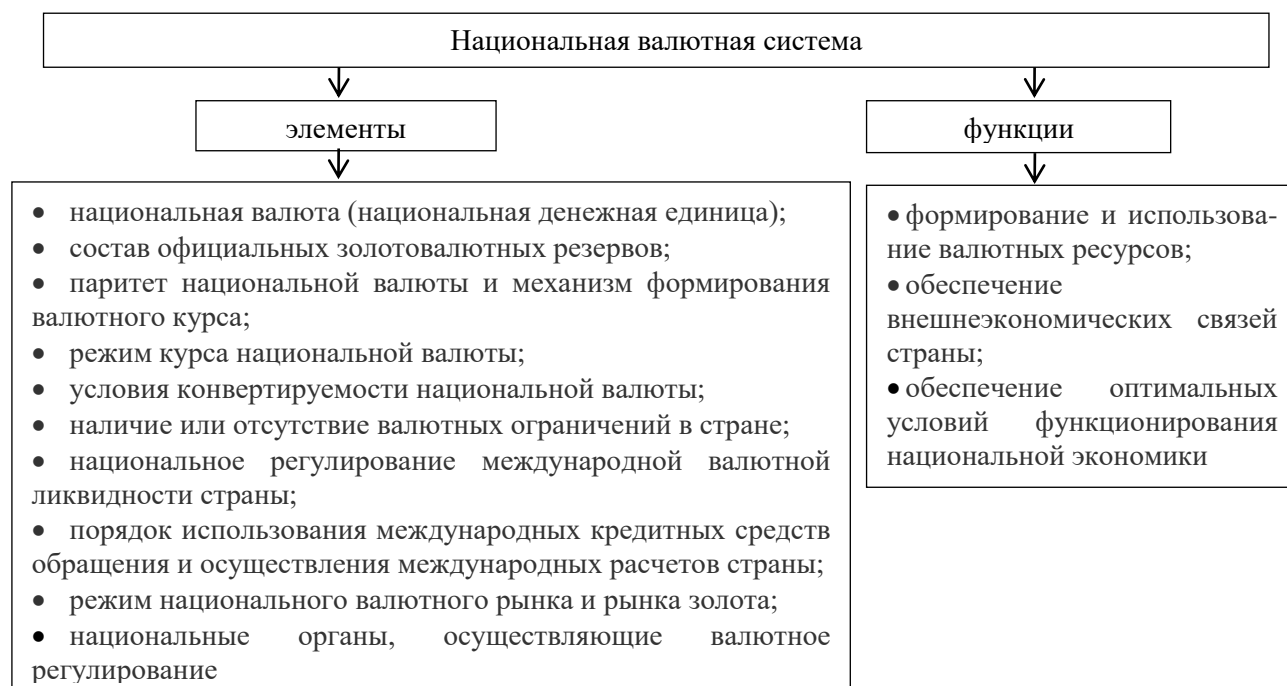 Национальная валютная система
элементы
функции
• национальная валюта (национальная денежная единица);
• состав официальных золотовалютных резервов;
• паритет национальной валюты и механизм формирования
валютного курса;
• режим курса национальной валюты;
• условия конвертируемости национальной валюты;
• наличие или отсутствие валютных ограничений в стране;
• национальное регулирование международной валютной
ликвидности страны;
• порядок использования международных кредитных средств
обращения и осуществления международных расчетов страны;
• режим национального валютного рынка и рынка золота;
• национальные органы, осуществляющие валютное
регулирование
• формирование и использова-
ние валютных ресурсов;
• обеспечение
внешнеэкономических связей
страны;
• обеспечение оптимальных
условий функционирования
национальной экономики